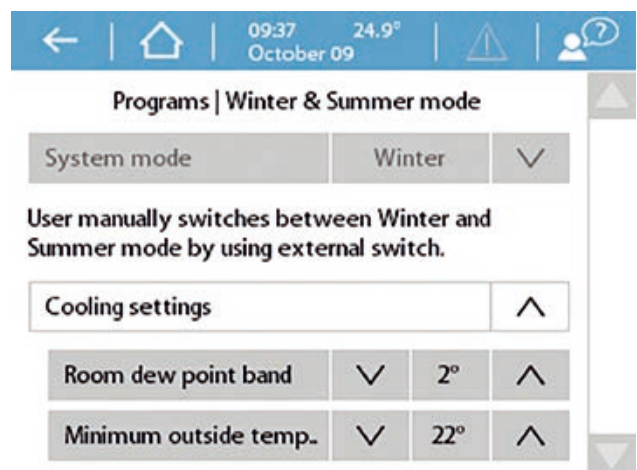 09:37 24.9°
October 09
?
Programs | Winter & Summer mode
System mode Winter
User manually switches between Winter and
Summer mode by using external switch.
Cooling settings
Room dew point band 2°
Minimum outside temp.. 22°